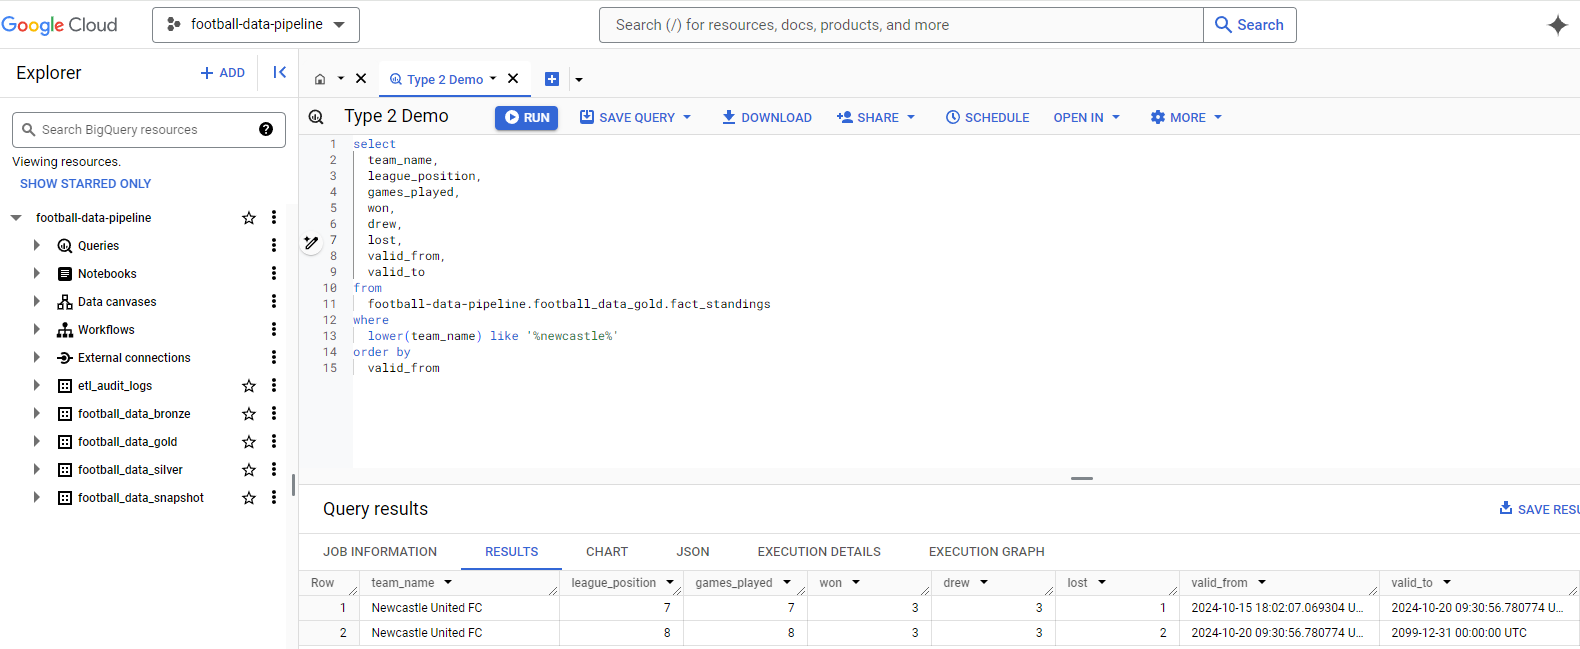 Google Cloud
football-data-pipeline
Search (/) for resources, docs, products, and more
Search
Explorer
+ ADD
Type 2 Demo
Search BigQuery resources
?
Viewing resources.
SHOW STARRED ONLY
football-data-pipeline
Queries
Notebooks
Data canvases
Workflows
External connections
etl_audit_logs
football_data_bronze
football_data_gold
football_data_silver
football_data_snapshot
Type 2 Demo
RUN
SAVE QUERY
DOWNLOAD
SHARE
SCHEDULE
OPEN IN
MORE
1 select
2 team_name,
3 league_position,
4 games_played,
5 won,
6 drew,
7 lost,
8 valid_from,
9 valid_to
10 from
11 football-data-pipeline.football_data_gold.fact_standings
12 where
13 lower(team_name) like '%newcastle%'
14 order by
15 valid_from
Query results
SAVE RESU
JOB INFORMATION
RESULTS
CHART
JSON
EXECUTION DETAILS
EXECUTION GRAPH
Row team_name league_position games_played won drew lost valid_from valid_to
1 Newcastle United FC 7 7 3 3 1 2024-10-15 18:02:07.069304 U... 2024-10-20 09:30:56.780774 U...
2 Newcastle United FC 8 8 3 3 2 2024-10-20 09:30:56.780774 U... 2099-12-31 00:00:00 UTC